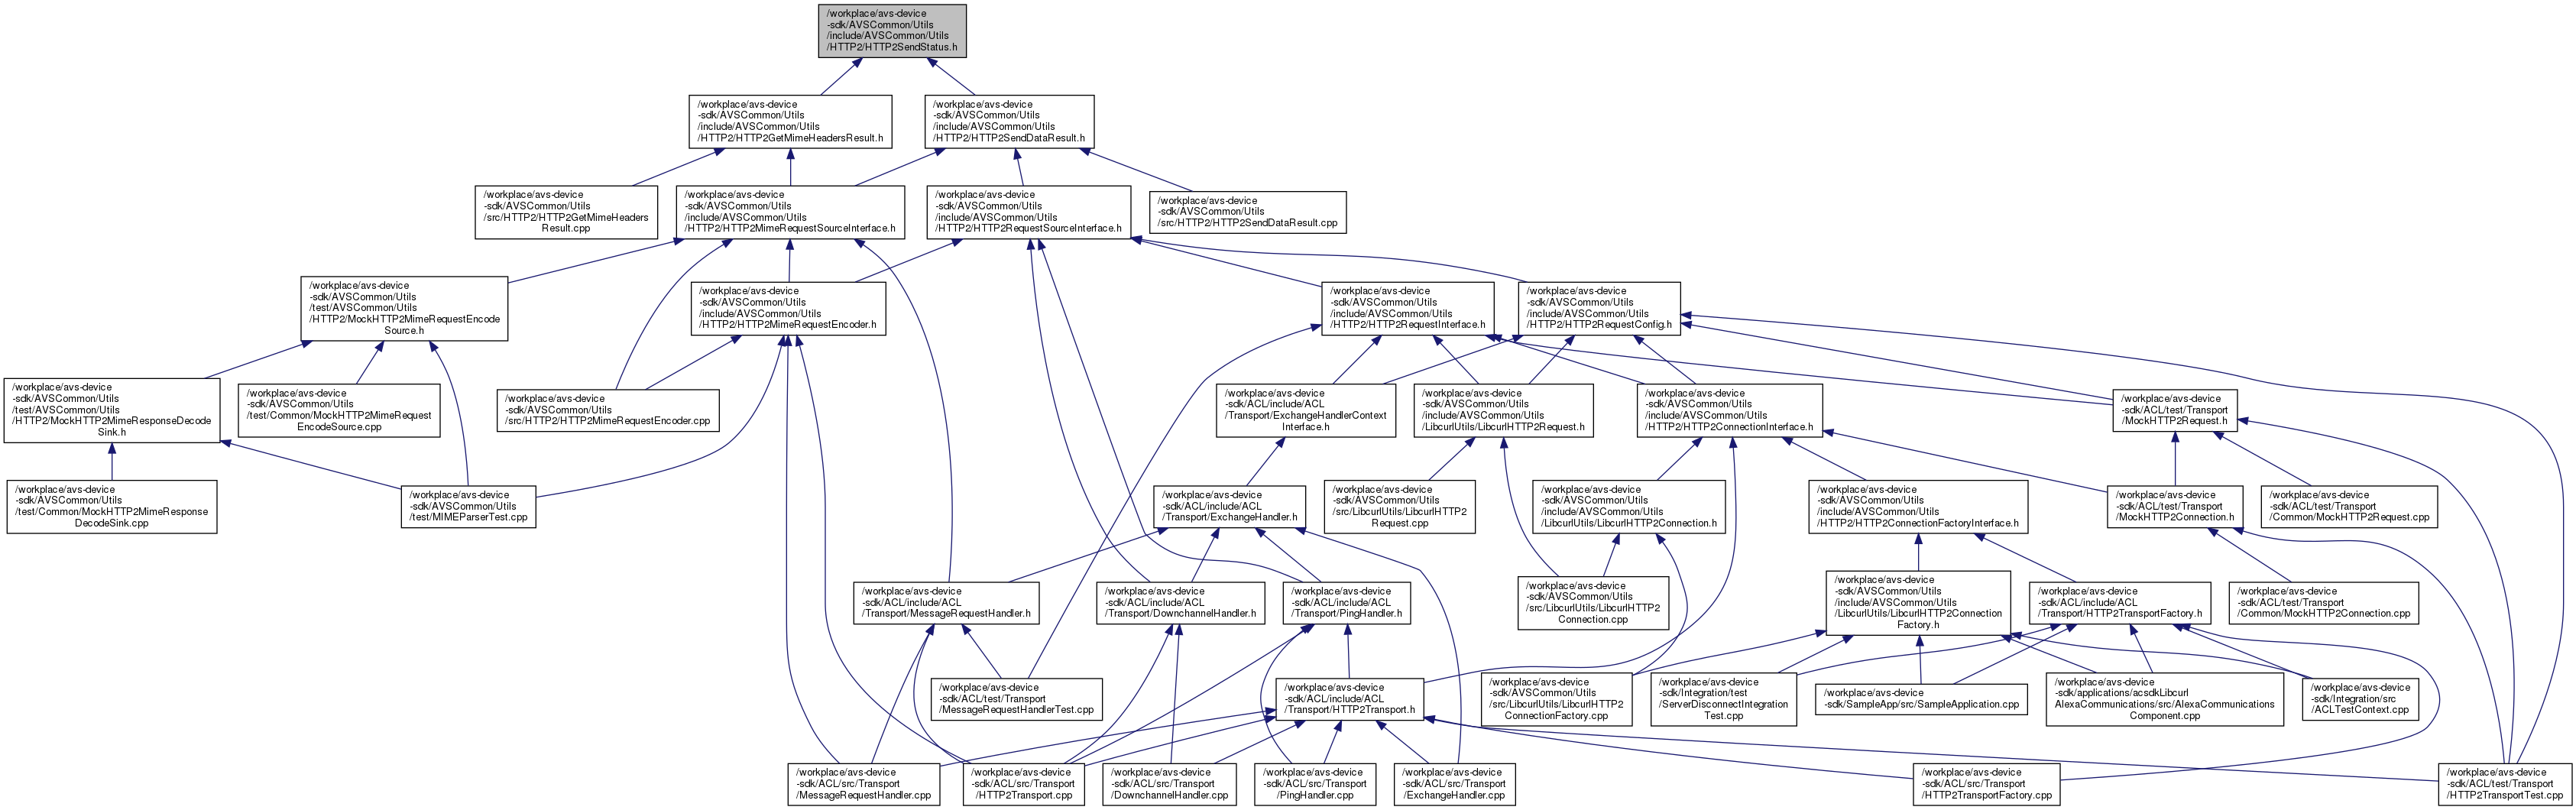 /workplace/avs-device
-sdk/AVSCommon/Utils
/include/AVSCommon/Utils
/HTTP2/HTTP2SendStatus.h
/workplace/avs-device
-sdk/AVSCommon/Utils
/include/AVSCommon/Utils
/HTTP2/HTTP2GetMimeHeadersResult.h
/workplace/avs-device
-sdk/AVSCommon/Utils
/include/AVSCommon/Utils
/HTTP2/HTTP2SendDataResult.h
/workplace/avs-device
-sdk/AVSCommon/Utils
/src/HTTP2/HTTP2GetMimeHeaders
Result.cpp
/workplace/avs-device
-sdk/AVSCommon/Utils
/include/AVSCommon/Utils
/HTTP2/HTTP2MimeRequestSourceInterface.h
/workplace/avs-device
-sdk/AVSCommon/Utils
/include/AVSCommon/Utils
/HTTP2/HTTP2RequestSourceInterface.h
/workplace/avs-device
-sdk/AVSCommon/Utils
/src/HTTP2/HTTP2SendDataResult.cpp
/workplace/avs-device
-sdk/AVSCommon/Utils
/test/AVSCommon/Utils
/HTTP2/MockHTTP2MimeRequestEncode
Source.h
/workplace/avs-device
-sdk/AVSCommon/Utils
/include/AVSCommon/Utils
/HTTP2/HTTP2MimeRequestEncoder.h
/workplace/avs-device
-sdk/AVSCommon/Utils
/include/AVSCommon/Utils
/HTTP2/HTTP2RequestInterface.h
/workplace/avs-device
-sdk/AVSCommon/Utils
/include/AVSCommon/Utils
/HTTP2/HTTP2RequestConfig.h
/workplace/avs-device
-sdk/AVSCommon/Utils
/test/AVSCommon/Utils
/HTTP2/MockHTTP2MimeResponseDecode
Sink.h
/workplace/avs-device
-sdk/AVSCommon/Utils
/test/Common/MockHTTP2MimeRequest
EncodeSource.cpp
/workplace/avs-device
-sdk/AVSCommon/Utils
/src/HTTP2/HTTP2MimeRequestEncoder.cpp
/workplace/avs-device
-sdk/ACL/include/ACL
/Transport/ExchangeHandlerContext
Interface.h
/workplace/avs-device
-sdk/AVSCommon/Utils
/include/AVSCommon/Utils
/LibcurlUtils/LibcurlHTTP2Request.h
/workplace/avs-device
-sdk/AVSCommon/Utils
/include/AVSCommon/Utils
/HTTP2/HTTP2ConnectionInterface.h
/workplace/avs-device
-sdk/ACL/test/Transport
/MockHTTP2Request.h
/workplace/avs-device
-sdk/AVSCommon/Utils
/test/Common/MockHTTP2MimeResponse
DecodeSink.cpp
/workplace/avs-device
-sdk/AVSCommon/Utils
/test/MIMEParserTest.cpp
/workplace/avs-device
-sdk/ACL/include/ACL
/Transport/ExchangeHandler.h
/workplace/avs-device
-sdk/AVSCommon/Utils
/src/LibcurlUtils/LibcurlHTTP2
Request.cpp
/workplace/avs-device
-sdk/AVSCommon/Utils
/include/AVSCommon/Utils
/LibcurlUtils/LibcurlHTTP2Connection.h
/workplace/avs-device
-sdk/AVSCommon/Utils
/include/AVSCommon/Utils
/HTTP2/HTTP2ConnectionFactoryInterface.h
/workplace/avs-device
-sdk/ACL/test/Transport
/MockHTTP2Connection.h
/workplace/avs-device
-sdk/ACL/test/Transport
/Common/MockHTTP2Request.cpp
/workplace/avs-device
-sdk/ACL/include/ACL
/Transport/MessageRequestHandler.h
/workplace/avs-device
-sdk/ACL/include/ACL
/Transport/DownchannelHandler.h
/workplace/avs-device
-sdk/ACL/include/ACL
/Transport/PingHandler.h
/workplace/avs-device
-sdk/AVSCommon/Utils
/src/LibcurlUtils/LibcurlHTTP2
Connection.cpp
/workplace/avs-device
-sdk/AVSCommon/Utils
/include/AVSCommon/Utils
/LibcurlUtils/LibcurlHTTP2Connection
Factory.h
/workplace/avs-device
-sdk/ACL/include/ACL
/Transport/HTTP2TransportFactory.h
/workplace/avs-device
-sdk/ACL/test/Transport
/Common/MockHTTP2Connection.cpp
/workplace/avs-device
-sdk/ACL/test/Transport
/MessageRequestHandlerTest.cpp
/workplace/avs-device
-sdk/ACL/include/ACL
/Transport/HTTP2Transport.h
/workplace/avs-device
-sdk/AVSCommon/Utils
/src/LibcurlUtils/LibcurlHTTP2
ConnectionFactory.cpp
/workplace/avs-device
-sdk/Integration/test
/ServerDisconnectIntegration
Test.cpp
/workplace/avs-device
-sdk/SampleApp/src/SampleApplication.cpp
/workplace/avs-device
-sdk/applications/acsdkLibcurl
AlexaCommunications/src/AlexaCommunications
Component.cpp
/workplace/avs-device
-sdk/Integration/src
/ACLTestContext.cpp
/workplace/avs-device
-sdk/ACL/src/Transport
/MessageRequestHandler.cpp
/workplace/avs-device
-sdk/ACL/src/Transport
/HTTP2Transport.cpp
/workplace/avs-device
-sdk/ACL/src/Transport
/DownchannelHandler.cpp
/workplace/avs-device
-sdk/ACL/src/Transport
/PingHandler.cpp
/workplace/avs-device
-sdk/ACL/src/Transport
/ExchangeHandler.cpp
/workplace/avs-device
-sdk/ACL/src/Transport
/HTTP2TransportFactory.cpp
/workplace/avs-device
-sdk/ACL/test/Transport
/HTTP2TransportTest.cpp